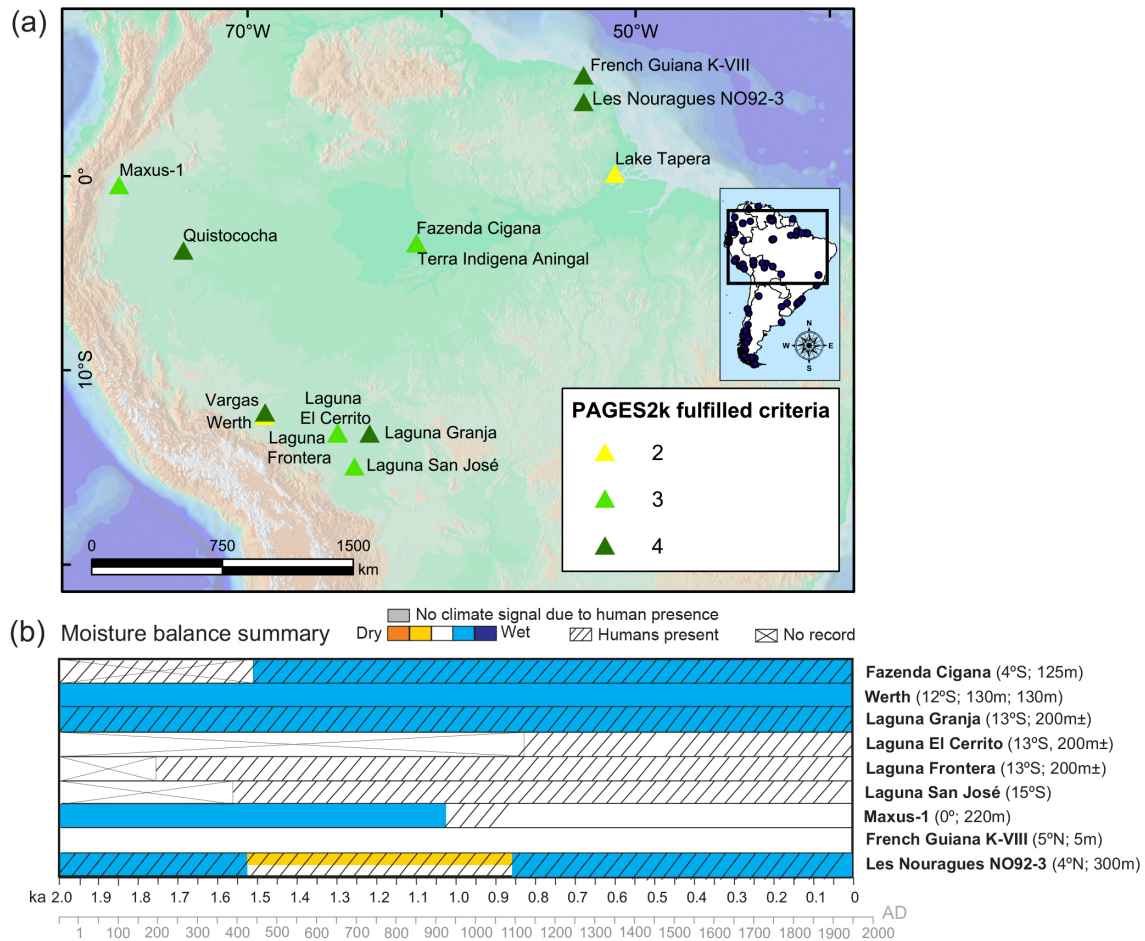 (a)
70°W
50°W
French Guiana K-VIII
Les Nouragues NO92-3
Lake Tapera
0°
Maxus-1
Quistococha
Fazenda Cigana
Terra Indigena Aningal
N
W
E
S
10°S
Vargas
Werth
Laguna
El Cerrito
Laguna
Frontera
Laguna Granja
Laguna San José
PAGES2k fulfilled criteria
2
3
4
0
750
1500
km
(b)
Moisture balance summary
No climate signal due to human presence
Dry
Wet
Humans present
No record
Fazenda Cigana (4ºS; 125m)
Werth (12ºS; 130m; 130m)
Laguna Granja (13ºS; 200m±)
Laguna El Cerrito (13ºS, 200m±)
Laguna Frontera (13ºS; 200m±)
Laguna San José (15ºS)
Maxus-1 (0º; 220m)
French Guiana K-VIII (5ºN; 5m)
Les Nouragues NO92-3 (4ºN; 300m)
ka 2.0 1.9 1.8 1.7 1.6 1.5 1.4 1.3 1.2 1.1 1.0 0.9 0.8 0.7 0.6 0.5 0.4 0.3 0.2 0.1 0
AD
1 100 200 300 400 500 600 700 800 900 1000 1100 1200 1300 1400 1500 1600 1700 1800 1900 2000